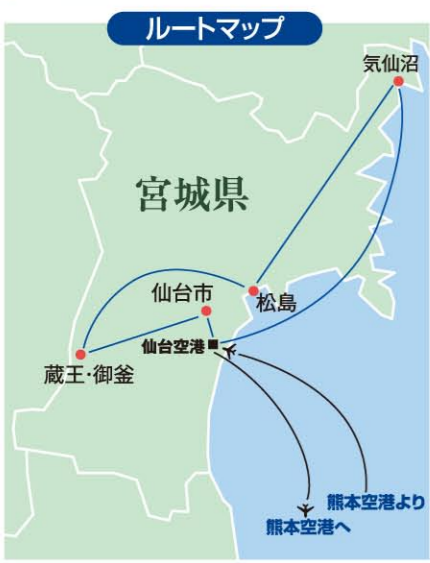 ルートマップ
気仙沼
宮城県
仙台市
松島
仙台空港
蔵王・御釜
熊本空港より
熊本空港へ